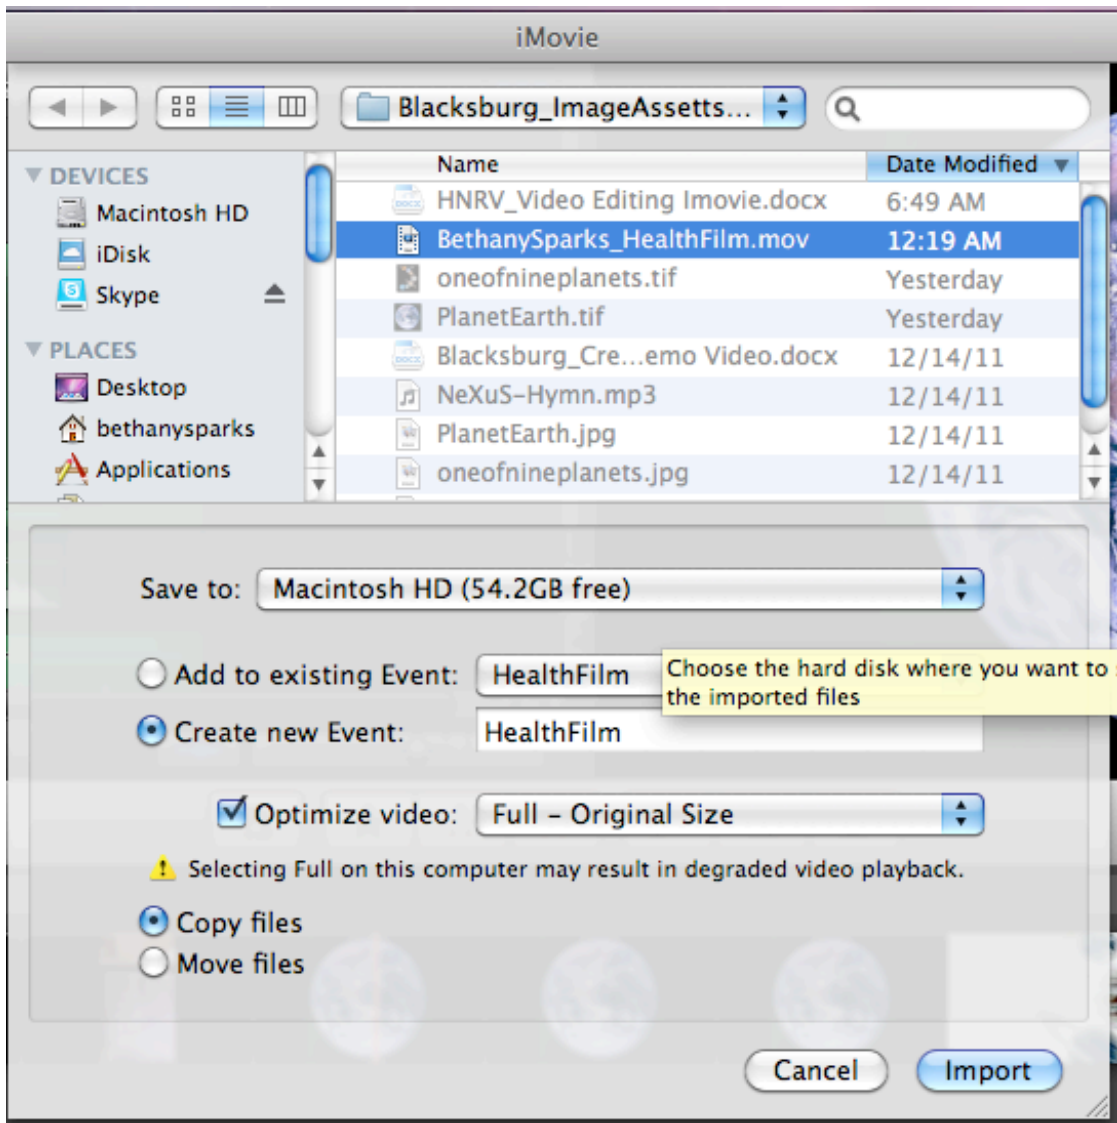 iMovie
Blacksburg_ImageAssetts...
DEVICES
Macintosh HD
iDisk
Skype
PLACES
Desktop
bethanysparks
Applications
Name Date Modified
HNRV_Video Editing Imovie.docx 6:49 AM
BethanySparks_HealthFilm.mov 12:19 AM
oneofnineplanets.tif Yesterday
PlanetEarth.tif Yesterday
Blacksburg_Cre...emo Video.docx 12/14/11
NeXuS-Hymn.mp3 12/14/11
PlanetEarth.jpg 12/14/11
oneofnineplanets.jpg 12/14/11
Save to: Macintosh HD (54.2GB free)
Add to existing Event: HealthFilm
Choose the hard disk where you want to
the imported files
Create new Event: HealthFilm
Optimize video: Full - Original Size
Selecting Full on this computer may result in degraded video playback.
Copy files
Move files
Cancel Import